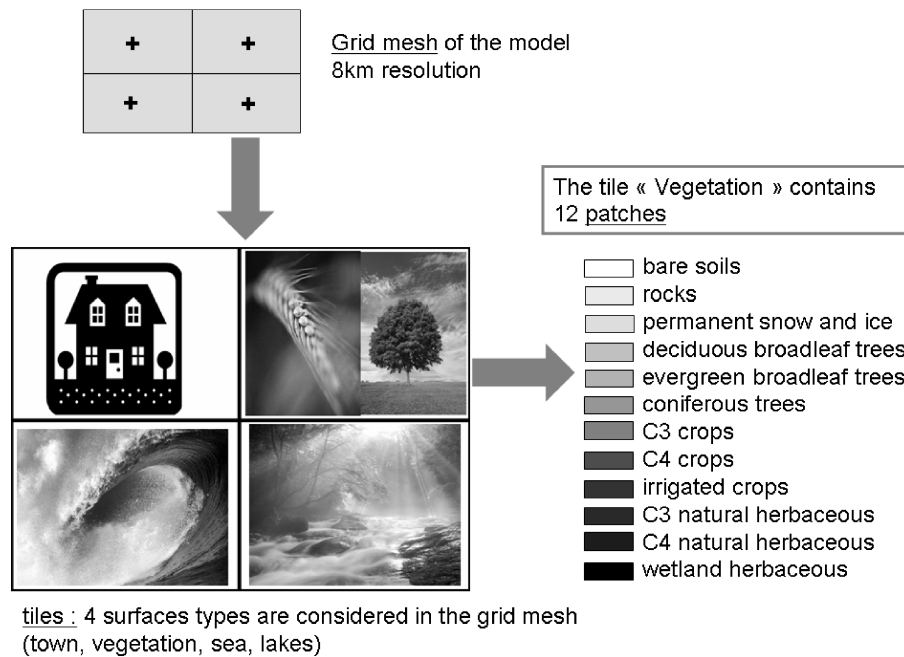 Grid mesh of the model
8km resolution
The tile « Vegetation » contains
12 patches
bare soils
rocks
permanent snow and ice
deciduous broadleaf trees
evergreen broadleaf trees
coniferous trees
C3 crops
C4 crops
irrigated crops
C3 natural herbaceous
C4 natural herbaceous
wetland herbaceous
tiles : 4 surfaces types are considered in the grid mesh
(town, vegetation, sea, lakes)